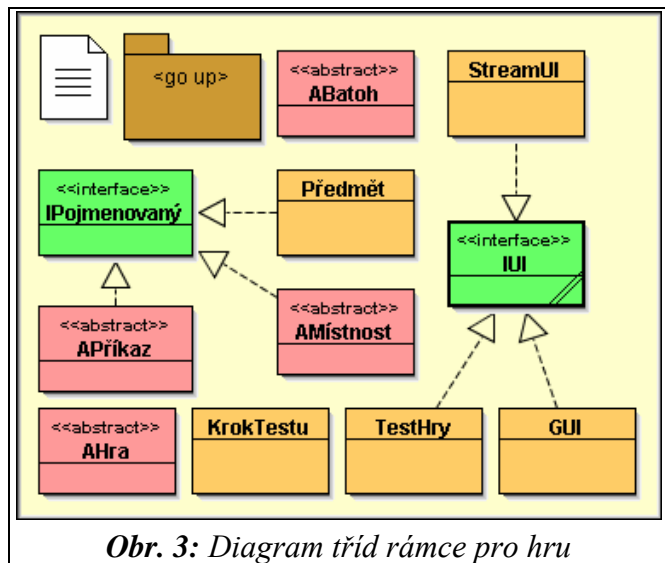 <go up>
<<abstract>>
ABatoh
StreamUI
<<interface>>
IPojmenovaný
Předmět
<<interface>>
IUI
<<abstract>>
APříkaz
<<abstract>>
AMístnost
<<abstract>>
AHra
KrokTestu
TestHry
GUI
Obr. 3: Diagram tříd rámce pro hru